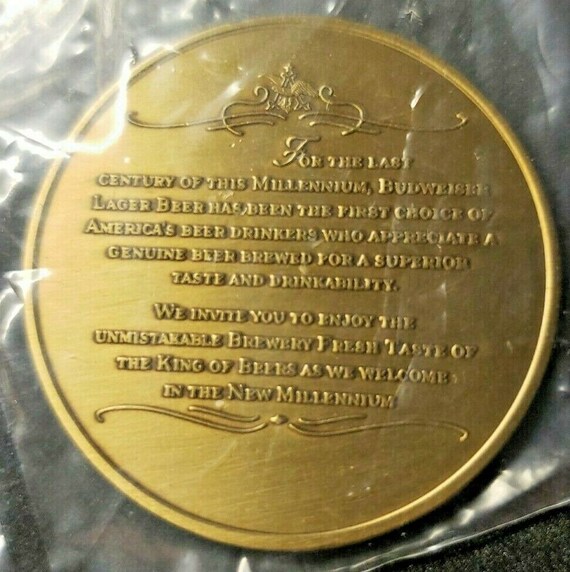 For the last
century of this Millennium, Budweiser
Lager Beer has been the first choice of
America's beer drinkers who appreciate a
genuine beer brewed for a superior
taste and drinkability.
We invite you to enjoy the
unmistakable Brewery Fresh Taste of
the King of Beers as we welcome
in the New Millennium